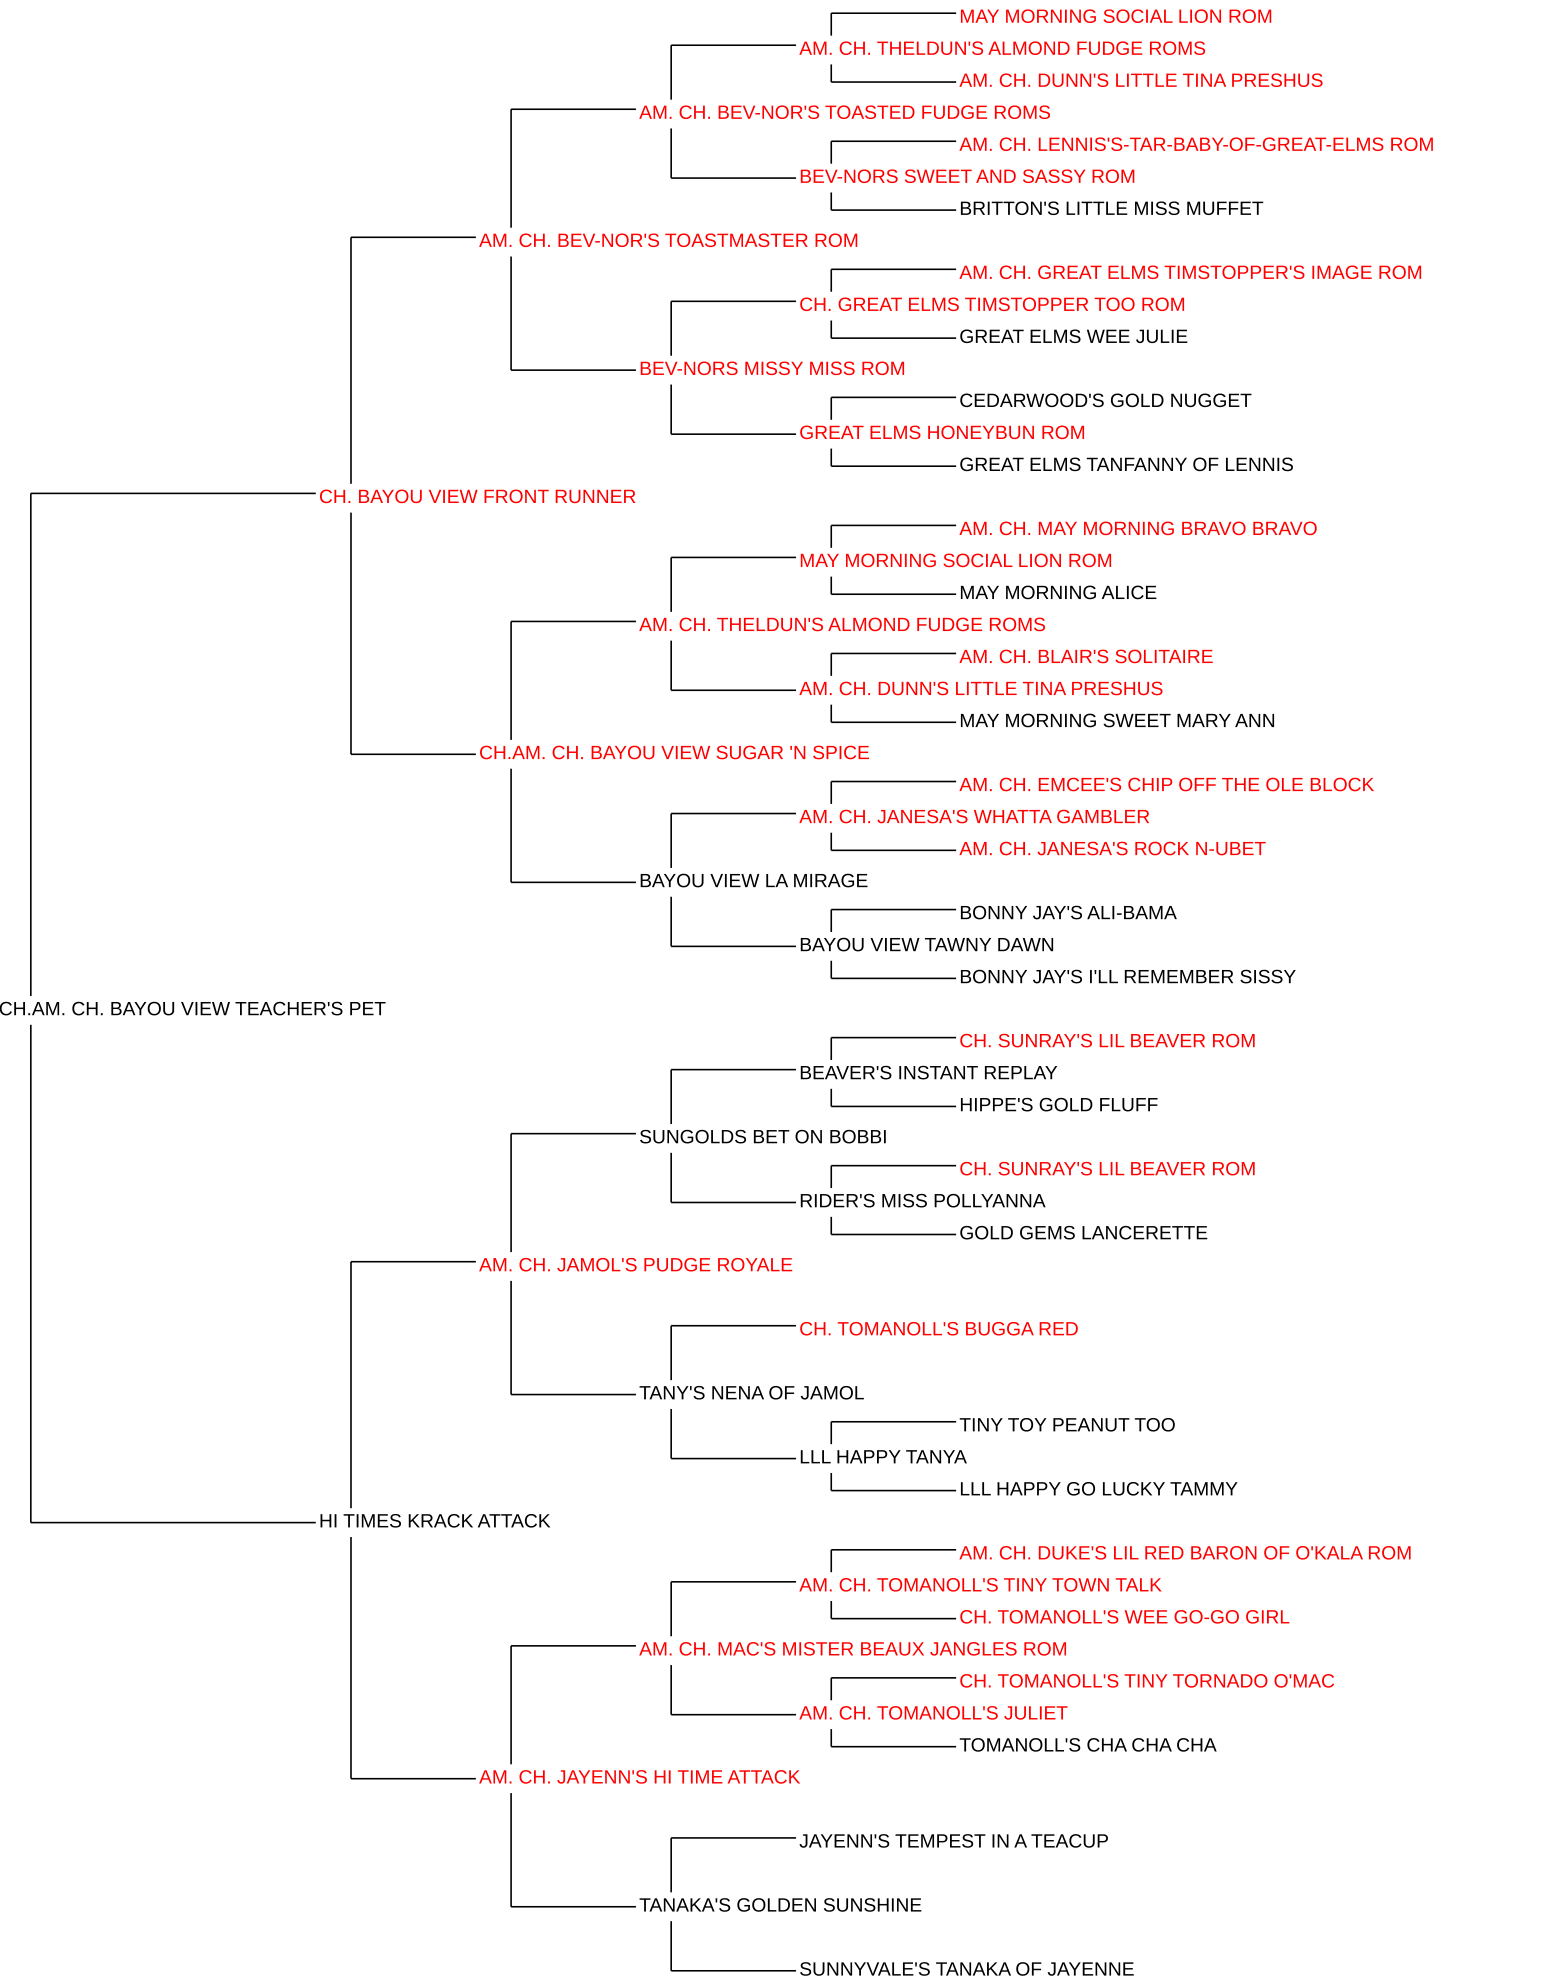 MAY MORNING SOCIAL LION ROM
AM. CH. THELDUN'S ALMOND FUDGE ROMS
AM. CH. DUNN'S LITTLE TINA PRESHUS
AM. CH. BEV-NOR'S TOASTED FUDGE ROMS
AM. CH. LENNIS'S-TAR-BABY-OF-GREAT-ELMS ROM
BEV-NORS SWEET AND SASSY ROM
BRITTON'S LITTLE MISS MUFFET
AM. CH. BEV-NOR'S TOASTMASTER ROM
AM. CH. GREAT ELMS TIMSTOPPER'S IMAGE ROM
CH. GREAT ELMS TIMSTOPPER TOO ROM
GREAT ELMS WEE JULIE
BEV-NORS MISSY MISS ROM
CEDARWOOD'S GOLD NUGGET
GREAT ELMS HONEYBUN ROM
GREAT ELMS TANFANNY OF LENNIS
CH. BAYOU VIEW FRONT RUNNER
AM. CH. MAY MORNING BRAVO BRAVO
MAY MORNING SOCIAL LION ROM
MAY MORNING ALICE
AM. CH. THELDUN'S ALMOND FUDGE ROMS
AM. CH. BLAIR'S SOLITAIRE
AM. CH. DUNN'S LITTLE TINA PRESHUS
MAY MORNING SWEET MARY ANN
CH.AM. CH. BAYOU VIEW SUGAR 'N SPICE
AM. CH. EMCEE'S CHIP OFF THE OLE BLOCK
AM. CH. JANESA'S WHATTA GAMBLER
AM. CH. JANESA'S ROCK N-UBET
BAYOU VIEW LA MIRAGE
BONNY JAY'S ALI-BAMA
BAYOU VIEW TAWNY DAWN
BONNY JAY'S I'LL REMEMBER SISSY
CH.AM. CH. BAYOU VIEW TEACHER'S PET
CH. SUNRAY'S LIL BEAVER ROM
BEAVER'S INSTANT REPLAY
HIPPE'S GOLD FLUFF
SUNGOLDS BET ON BOBBI
CH. SUNRAY'S LIL BEAVER ROM
RIDER'S MISS POLLYANNA
GOLD GEMS LANCERETTE
AM. CH. JAMOL'S PUDGE ROYALE
CH. TOMANOLL'S BUGGA RED
TANY'S NENA OF JAMOL
TINY TOY PEANUT TOO
LLL HAPPY TANYA
LLL HAPPY GO LUCKY TAMMY
HI TIMES KRACK ATTACK
AM. CH. DUKE'S LIL RED BARON OF O'KALA ROM
AM. CH. TOMANOLL'S TINY TOWN TALK
CH. TOMANOLL'S WEE GO-GO GIRL
AM. CH. MAC'S MISTER BEAUX JANGLES ROM
CH. TOMANOLL'S TINY TORNADO O'MAC
AM. CH. TOMANOLL'S JULIET
TOMANOLL'S CHA CHA CHA
AM. CH. JAYENN'S HI TIME ATTACK
JAYENN'S TEMPEST IN A TEACUP
TANAKA'S GOLDEN SUNSHINE
SUNNYVALE'S TANAKA OF JAYENNE